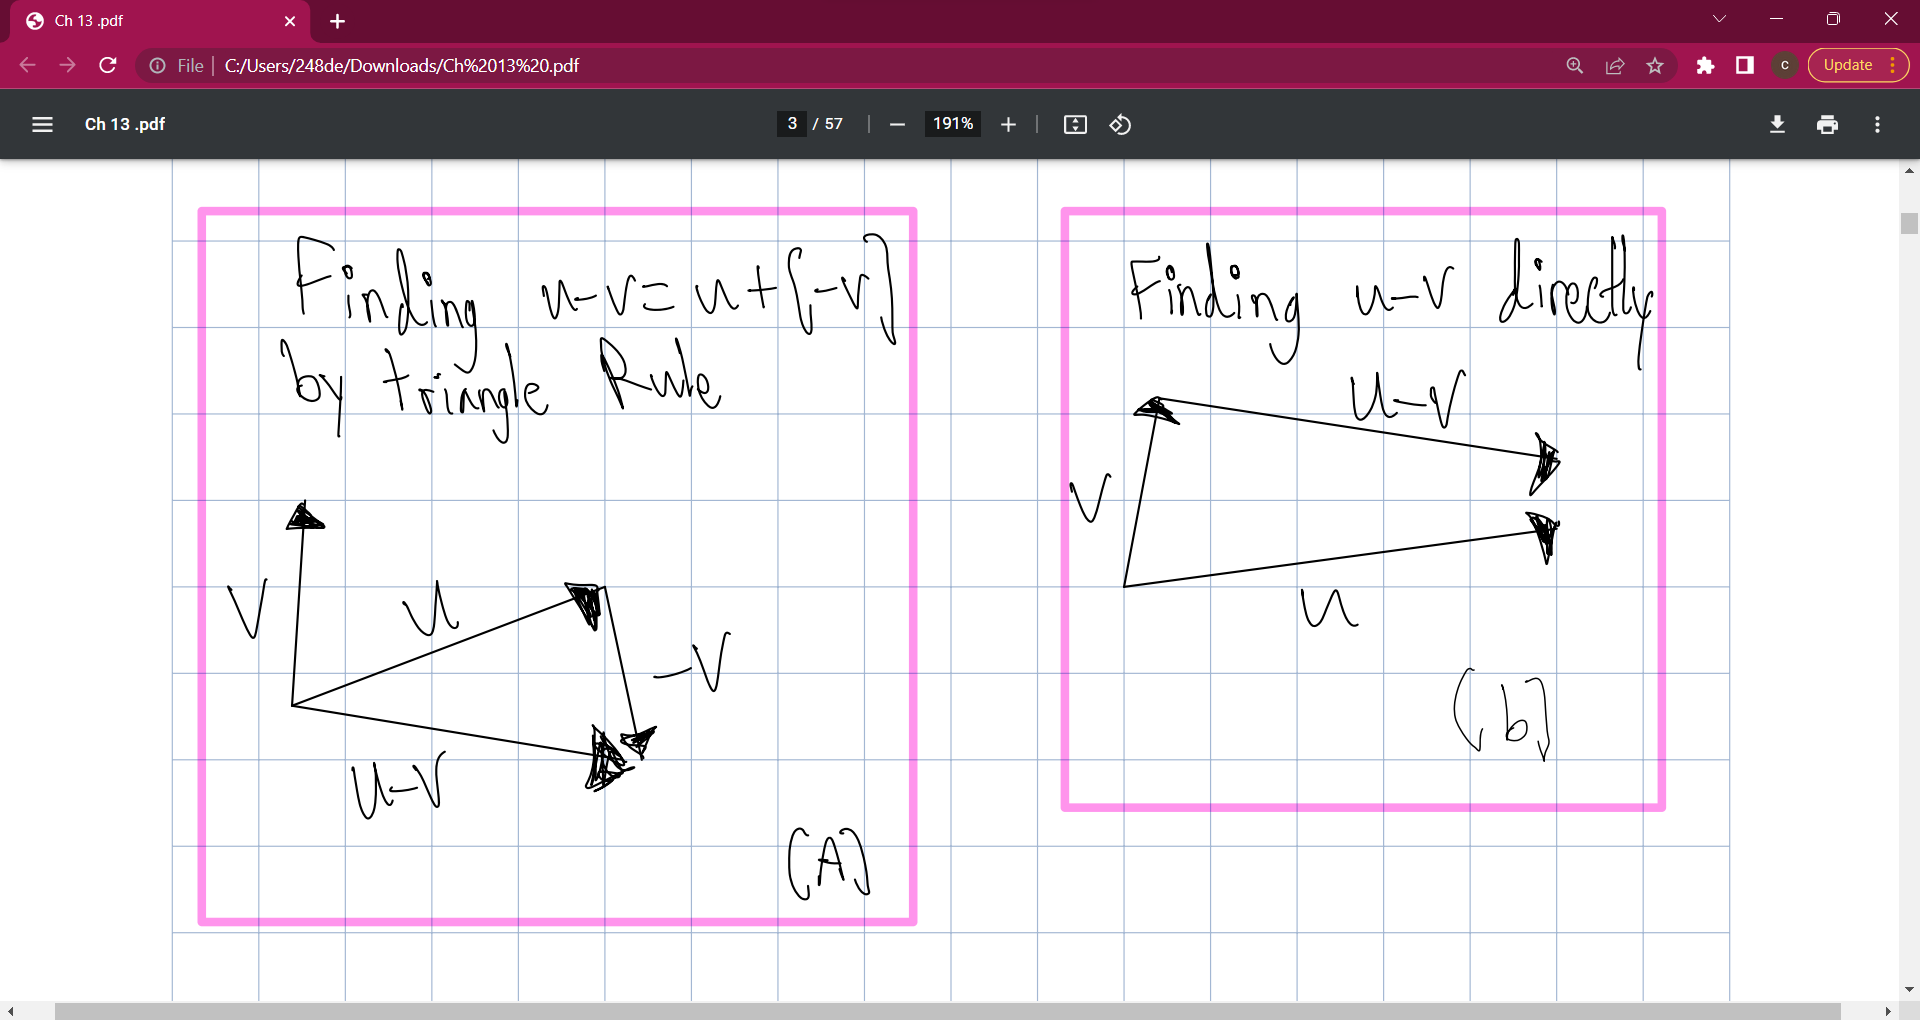 Ch 13 .pdf
File
C:/Users/248de/Downloads/Ch%2013%20.pdf
C
Update
Ch 13 .pdf
3 / 57
191%
Finding u-v = u+(-v)
by triangle Rule
V
u
-V
u-v
(A)
Finding u-v directly
u-v
V
u
(b)